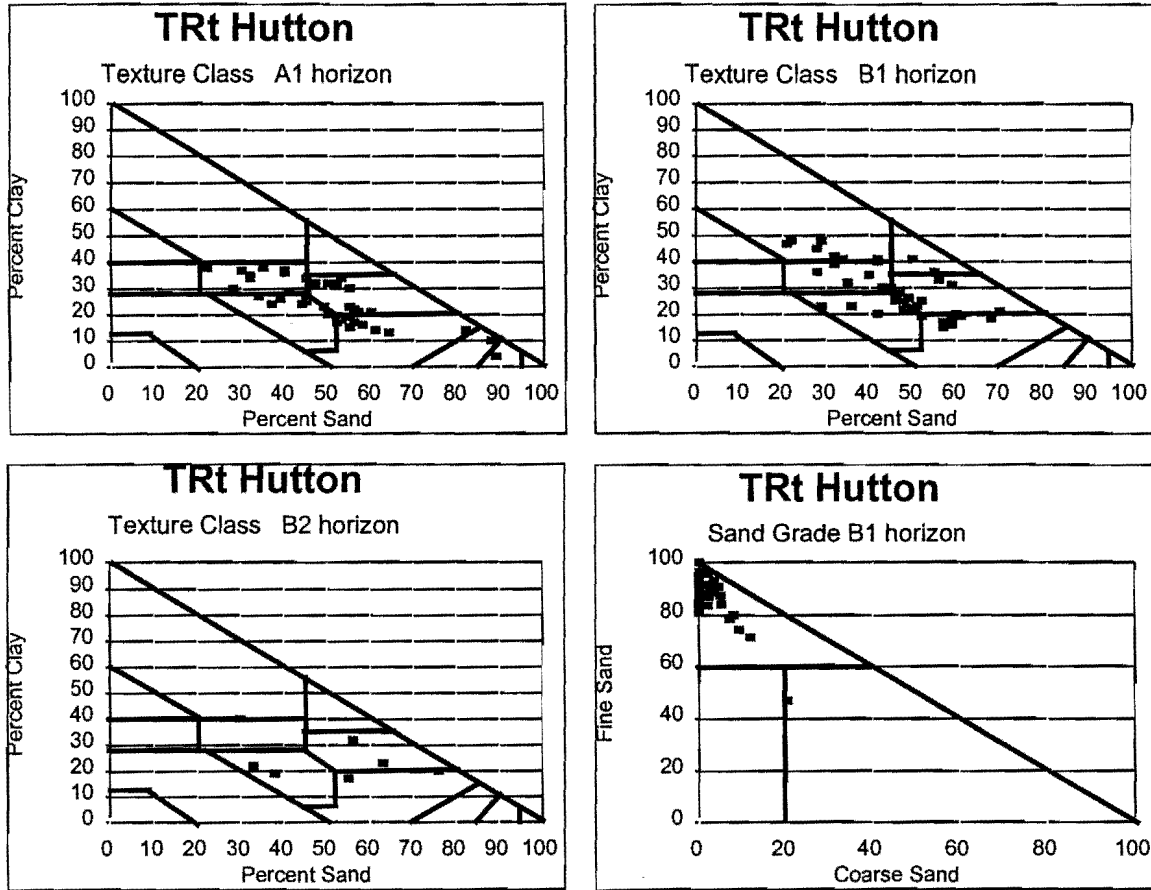 TRt Hutton
Texture Class A1 horizon
100
90
80
70
60
50
40
30
20
10
0
Percent Clay
0 10 20 30 40 50 60 70 80 90 100
Percent Sand
TRt Hutton
Texture Class B1 horizon
100
90
80
70
60
50
40
30
20
10
0
Percent Clay
0 10 20 30 40 50 60 70 80 90 100
Percent Sand
TRt Hutton
Texture Class B2 horizon
100
90
80
70
60
50
40
30
20
10
0
Percent Clay
0 10 20 30 40 50 60 70 80 90 100
Percent Sand
TRt Hutton
Sand Grade B1 horizon
100
80
60
40
20
0
Fine Sand
0 20 40 60 80 100
Coarse Sand